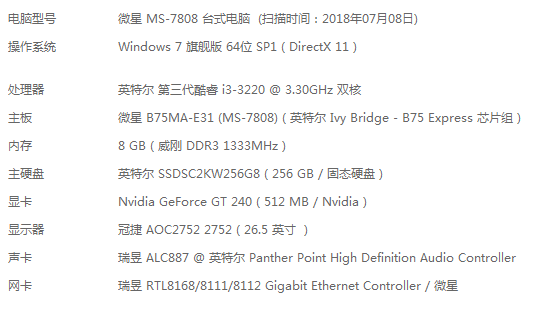 电脑型号 微星 MS-7808 台式电脑 (扫描时间：2018年07月08日)
操作系统 Windows 7 旗舰版 64位 SP1 ( DirectX 11 )
处理器 英特尔 第三代酷睿 i3-3220 @ 3.30GHz 双核
主板 微星 B75MA-E31 (MS-7808) ( 英特尔 Ivy Bridge - B75 Express 芯片组 )
内存 8 GB ( 威刚 DDR3 1333MHz )
主硬盘 英特尔 SSDSC2KW256G8 ( 256 GB / 固态硬盘 )
显卡 Nvidia GeForce GT 240 ( 512 MB / Nvidia )
显示器 冠捷 AOC2752 2752 ( 26.5 英寸 )
声卡 瑞昱 ALC887 @ 英特尔 Panther Point High Definition Audio Controller
网卡 瑞昱 RTL8168/8111/8112 Gigabit Ethernet Controller / 微星